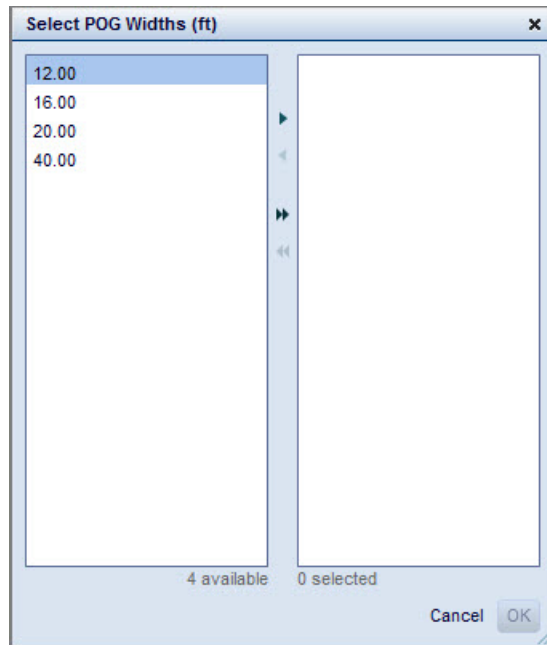 Select POG Widths (ft)
12.00
16.00
20.00
40.00
4 available
0 selected
Cancel
OK